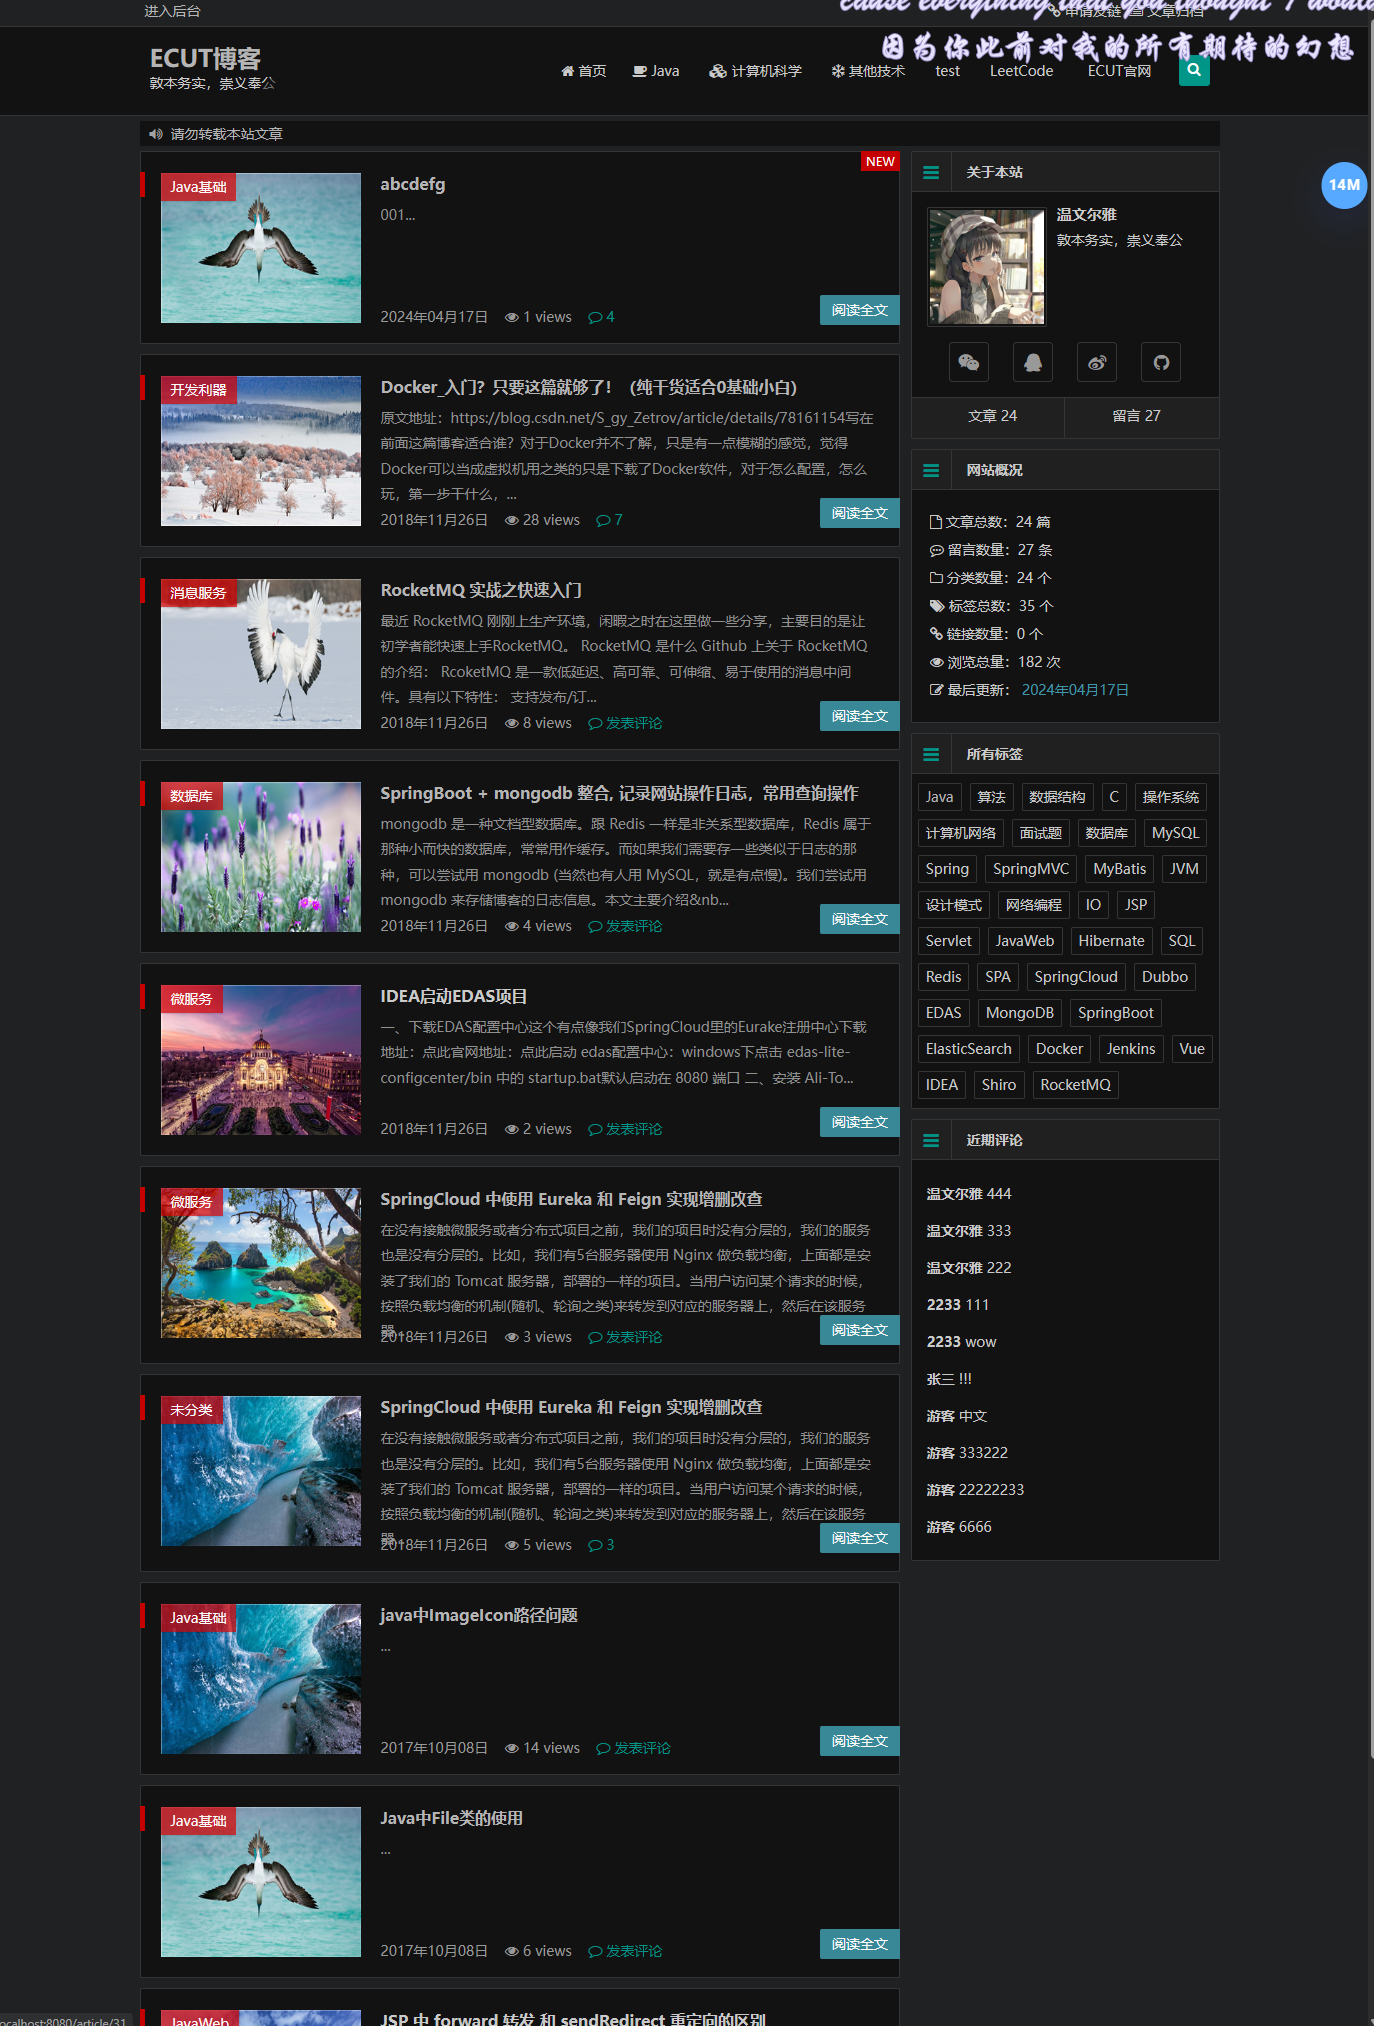 进入后台
cause everything that you thought I would
申请友链 文章归档
因为你此前对我的所有期待的幻想
ECUT博客
敦本务实，崇义奉公
首页 Java 计算机科学 其他技术 test LeetCode ECUT官网
请勿转载本站文章
NEW
Java基础
abcdefg
001...
2024年04月17日 1 views 4
阅读全文
开发利器
Docker_入门？只要这篇就够了！（纯干货适合0基础小白）
原文地址：https://blog.csdn.net/S_gy_Zetrov/article/details/78161154写在
前面这篇博客适合谁？对于Docker并不了解，只是有一点模糊的感觉，觉得
Docker可以当成虚拟机用之类的只是下载了Docker软件，对于怎么配置，怎么
玩，第一步干什么，...
2018年11月26日 28 views 7
阅读全文
消息服务
RocketMQ 实战之快速入门
最近 RocketMQ 刚刚上生产环境，闲暇之时在这里做一些分享，主要目的是让
初学者能快速上手RocketMQ。 RocketMQ 是什么 Github 上关于 RocketMQ
的介绍： RcoketMQ 是一款低延迟、高可靠、可伸缩、易于使用的消息中间
件。具有以下特性： 支持发布/订...
2018年11月26日 8 views 发表评论
阅读全文
数据库
SpringBoot + mongodb 整合, 记录网站操作日志，常用查询操作
mongodb 是一种文档型数据库。跟 Redis 一样是非关系型数据库，Redis 属于
那种小而快的数据库，常常用作缓存。而如果我们需要存一些类似于日志的那
种，可以尝试用 mongodb (当然也有人用 MySQL，就是有点慢)。我们尝试用
mongodb 来存储博客的日志信息。本文主要介绍&nb...
2018年11月26日 4 views 发表评论
阅读全文
微服务
IDEA启动EDAS项目
一、下载EDAS配置中心这个有点像我们SpringCloud里的Eurake注册中心下载
地址：点此官网地址：点此启动 edas配置中心：windows下点击 edas-lite-
configcenter/bin 中的 startup.bat默认启动在 8080 端口 二、安装 Ali-To...
2018年11月26日 2 views 发表评论
阅读全文
微服务
SpringCloud 中使用 Eureka 和 Feign 实现增删改查
在没有接触微服务或者分布式项目之前，我们的项目时没有分层的，我们的服务
也是没有分层的。比如，我们有5台服务器使用 Nginx 做负载均衡，上面都是安
装了我们的 Tomcat 服务器，部署的一样的项目。当用户访问某个请求的时候，
按照负载均衡的机制(随机、轮询之类)来转发到对应的服务器上，然后在该服务
器...
2018年11月26日 3 views 发表评论
阅读全文
未分类
SpringCloud 中使用 Eureka 和 Feign 实现增删改查
在没有接触微服务或者分布式项目之前，我们的项目时没有分层的，我们的服务
也是没有分层的。比如，我们有5台服务器使用 Nginx 做负载均衡，上面都是安
装了我们的 Tomcat 服务器，部署的一样的项目。当用户访问某个请求的时候，
按照负载均衡的机制(随机、轮询之类)来转发到对应的服务器上，然后在该服务
器...
2018年11月26日 5 views 3
阅读全文
Java基础
java中ImageIcon路径问题
...
2017年10月08日 14 views 发表评论
阅读全文
Java基础
Java中File类的使用
...
2017年10月08日 6 views 发表评论
阅读全文
JavaWeb
JSP 中 forward 转发 和 sendRedirect 重定向的区别
ocalhost:8080/article/31
关于本站
温文尔雅
敦本务实，崇义奉公
文章 24 留言 27
网站概况
文章总数：24 篇
留言数量：27 条
分类数量：24 个
标签总数：35 个
链接数量：0 个
浏览总量：182 次
最后更新： 2024年04月17日
所有标签
Java 算法 数据结构 C 操作系统
计算机网络 面试题 数据库 MySQL
Spring SpringMVC MyBatis JVM
设计模式 网络编程 IO JSP
Servlet JavaWeb Hibernate SQL
Redis SPA SpringCloud Dubbo
EDAS MongoDB SpringBoot
ElasticSearch Docker Jenkins Vue
IDEA Shiro RocketMQ
近期评论
温文尔雅 444
温文尔雅 333
温文尔雅 222
2233 111
2233 wow
张三 !!!
游客 中文
游客 333222
游客 22222233
游客 6666
14M